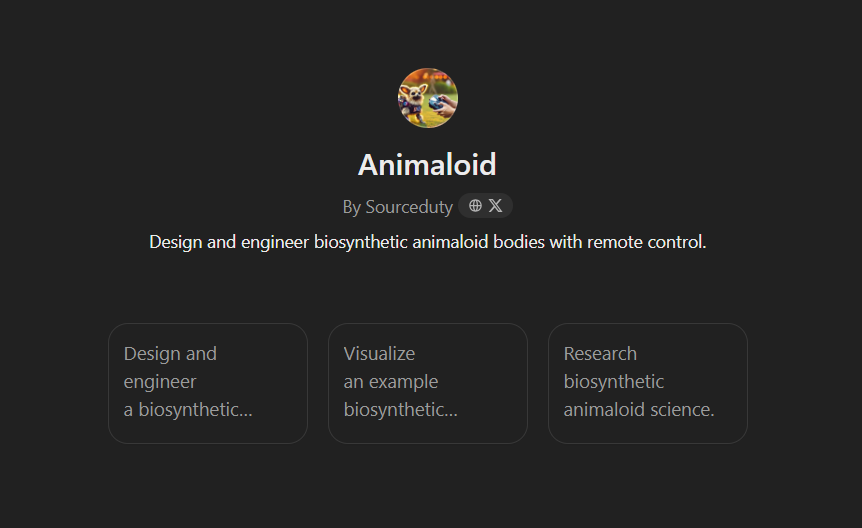 Animaloid
By Sourceduty
Design and engineer biosynthetic animaloid bodies with remote control.
Design and
engineer
a biosynthetic...
Visualize
an example
biosynthetic...
Research
biosynthetic
animaloid science.